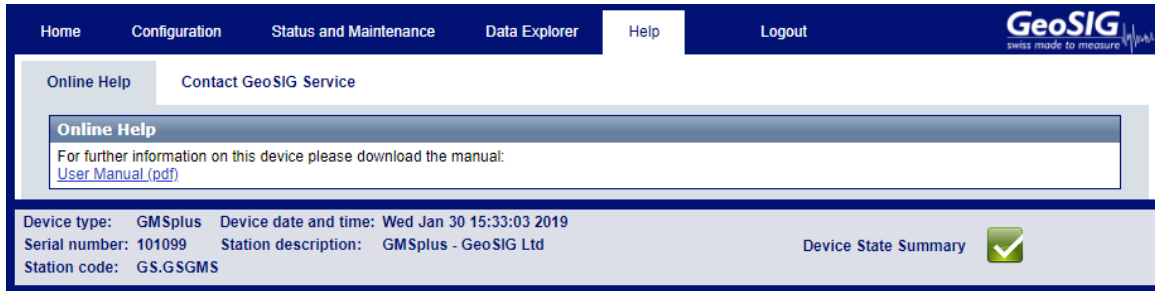 Home Configuration Status and Maintenance Data Explorer Help Logout GeoSIG
swiss made to measure
Online Help Contact GeoSIG Service
Online Help
For further information on this device please download the manual:
User Manual (pdf)
Device type: GMSplus Device date and time: Wed Jan 30 15:33:03 2019
Serial number: 101099 Station description: GMSplus - GeoSIG Ltd Device State Summary
Station code: GS.GSGMS